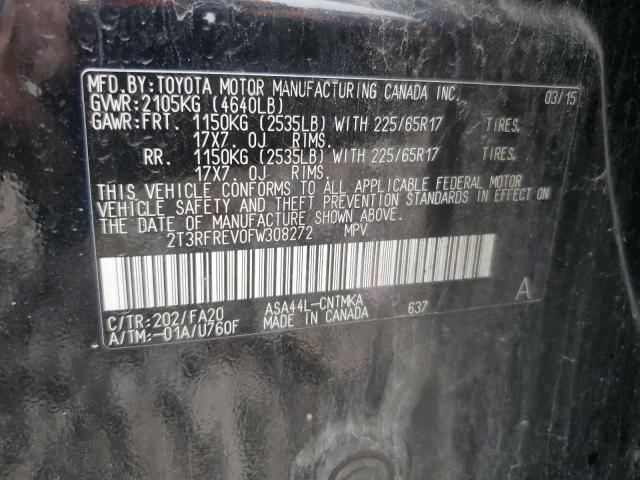 MFD.BY:TOYOTA MOTOR MANUFACTURING CANADA INC. 03/15
GVWR:2105KG (4640LB)
GAWR:FRT. 1150KG (2535LB) WITH 225/65R17 TIRES,
17X7. OJ RIMS.
RR. 1150KG (2535LB) WITH 225/65R17 TIRES,
17X7. OJ RIMS.
THIS VEHICLE CONFORMS TO ALL APPLICABLE FEDERAL MOTOR
VEHICLE SAFETY AND THEFT PREVENTION STANDARDS IN EFFECT ON
THE DATE OF MANUFACTURE SHOWN ABOVE.
2T3RFREV0FW308272 MPV
C/TR:202/FA20 ASA44L-CNTMKA 637 A
A/TM:-01A/U760F MADE IN CANADA